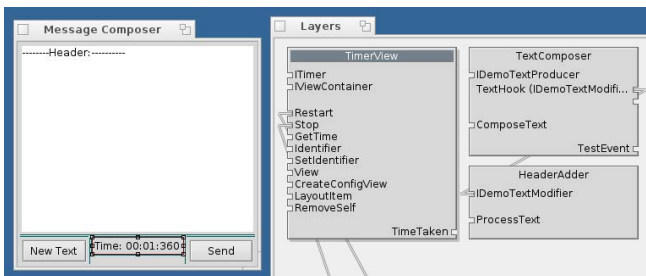 Message Composer
--------Header:----------
New Text
Time: 00:01:360
Send
Layers
TimerView
ITimer
IViewContainer
Restart
Stop
GetTime
Identifier
SetIdentifier
View
CreateConfigView
LayoutItem
RemoveSelf
TimeTaken
TextComposer
IDemoTextProducer
TextHook (IDemoTextModifi...
ComposeText
TestEvent
HeaderAdder
IDemoTextModifier
ProcessText